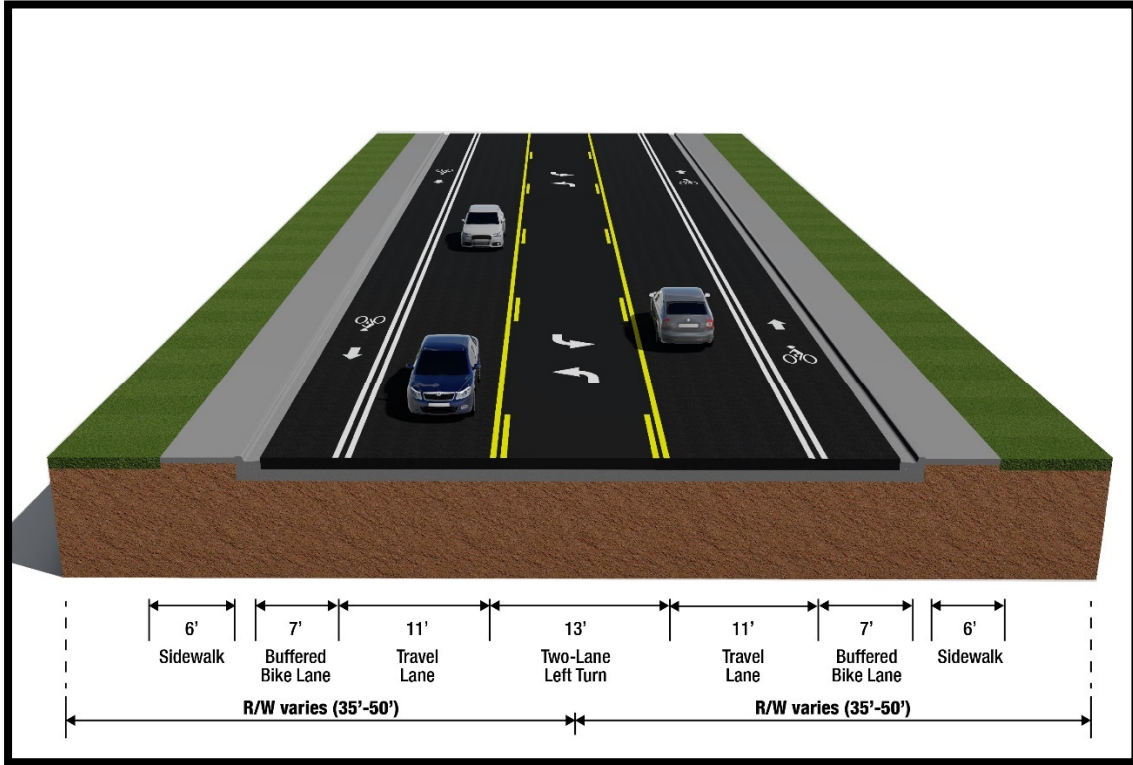 6’ 7’ 11’ 13’ 11’ 7’ 6’
Sidewalk Buffered Travel Two-Lane Travel Buffered Sidewalk
Bike Lane Lane Left Turn Lane Bike Lane
R/W varies (35’-50’) R/W varies (35’-50’)